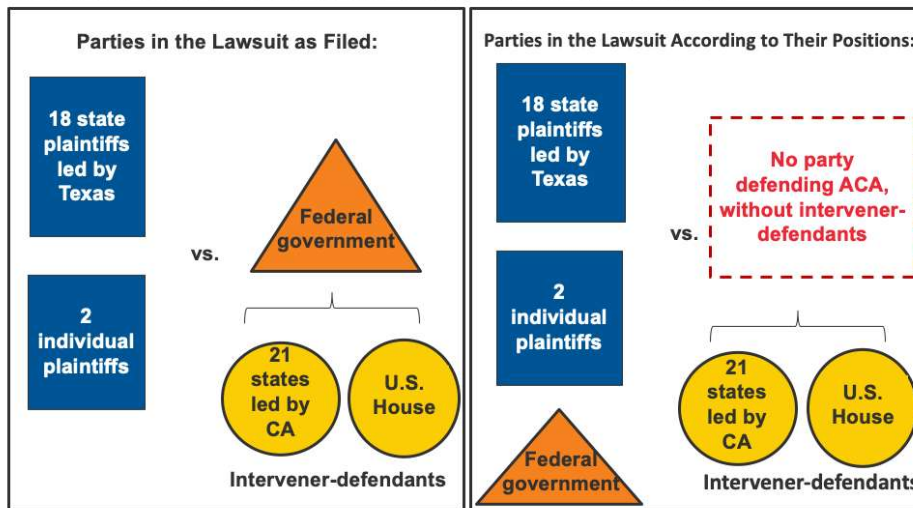 Parties in the Lawsuit as Filed:
18 state
plaintiffs
led by
Texas
2
individual
plaintiffs
vs.
Federal
government
21
states
led by
CA
U.S.
House
Intervener-defendants
Parties in the Lawsuit According to Their Positions:
18 state
plaintiffs
led by
Texas
2
individual
plaintiffs
Federal
government
vs.
No party
defending ACA,
without intervener-
defendants
21
states
led by
CA
U.S.
House
Intervener-defendants